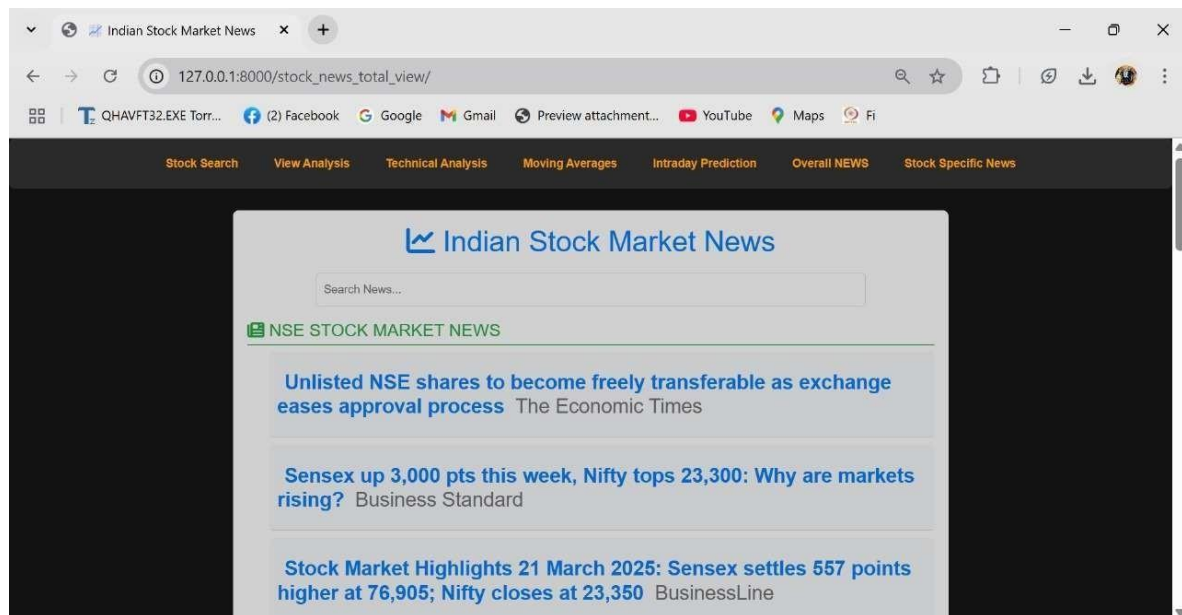 Indian Stock Market News
127.0.0.1:8000/stock_news_total_view/
QHAVFT32.EXE Torr... (2) Facebook Google Gmail Preview attachment... YouTube Maps Fi
Stock Search View Analysis Technical Analysis Moving Averages Intraday Prediction Overall NEWS Stock Specific News
Indian Stock Market News
Search News...
NSE STOCK MARKET NEWS
Unlisted NSE shares to become freely transferable as exchange
eases approval process The Economic Times
Sensex up 3,000 pts this week, Nifty tops 23,300: Why are markets
rising? Business Standard
Stock Market Highlights 21 March 2025: Sensex settles 557 points
higher at 76,905; Nifty closes at 23,350 BusinessLine